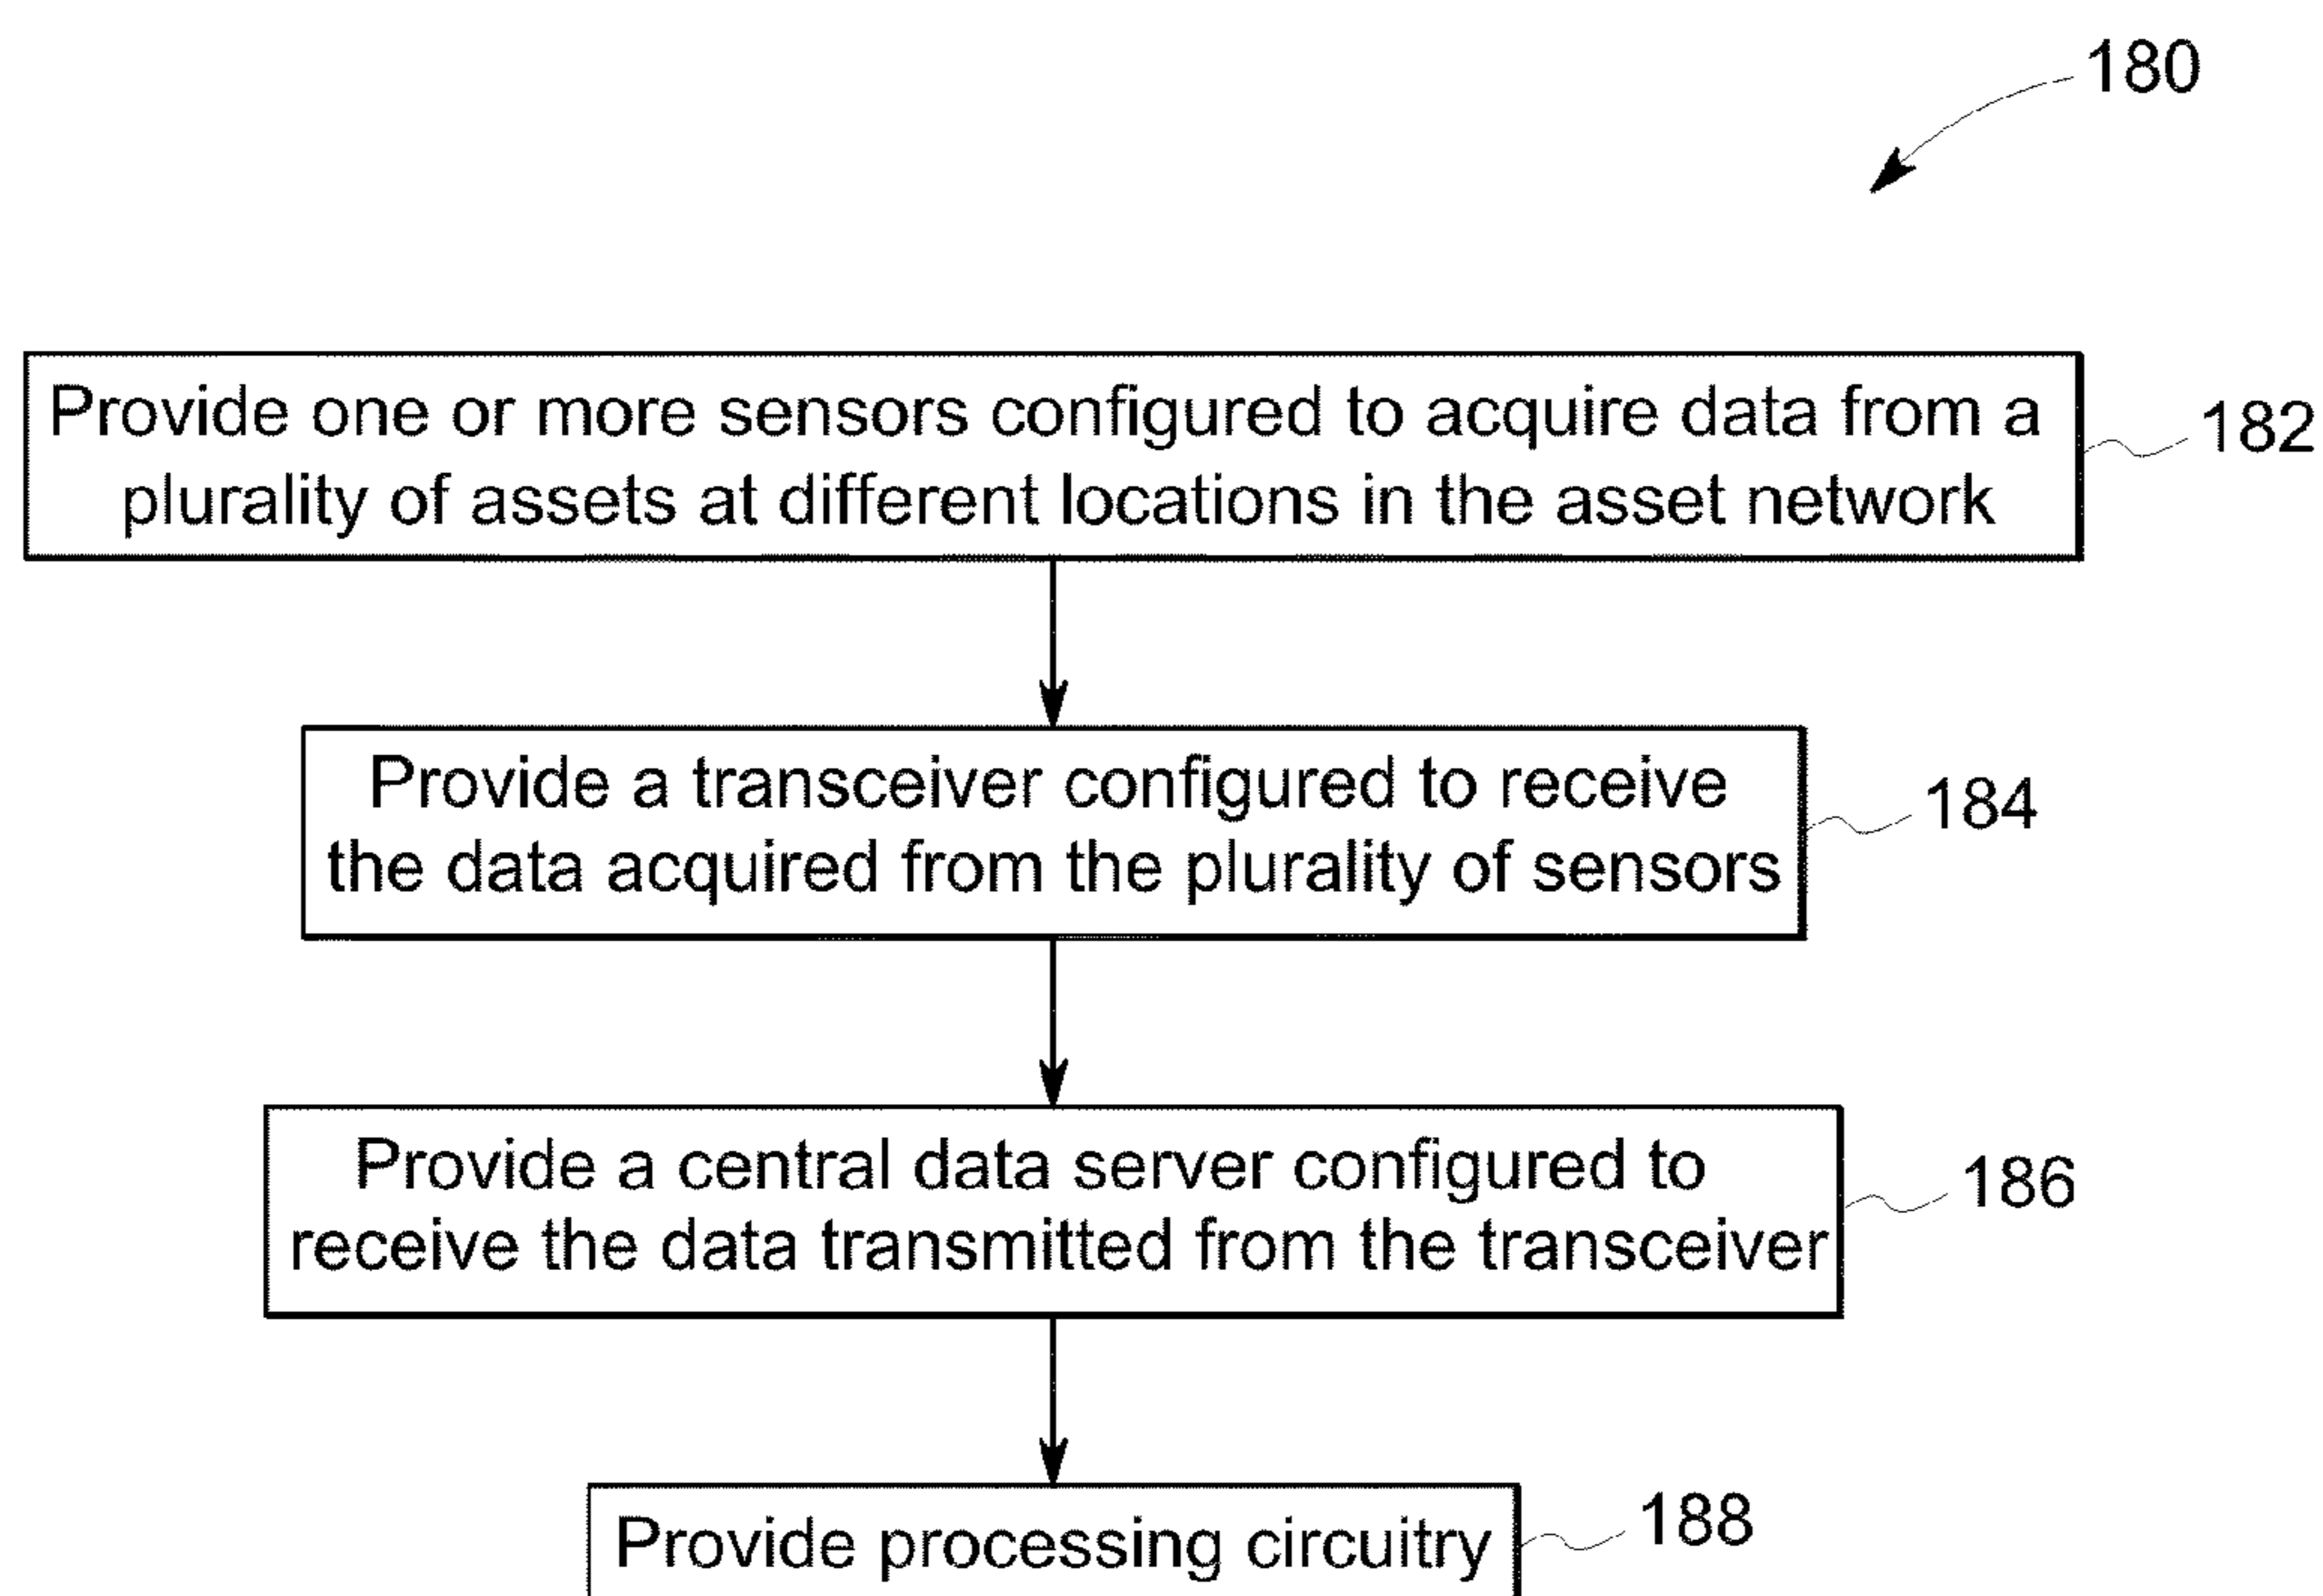 180
Provide one or more sensors configured to acquire data from a
plurality of assets at different locations in the asset network
182
Provide a transceiver configured to receive
the data acquired from the plurality of sensors
184
Provide a central data server configured to
receive the data transmitted from the transceiver
186
Provide processing circuitry
188